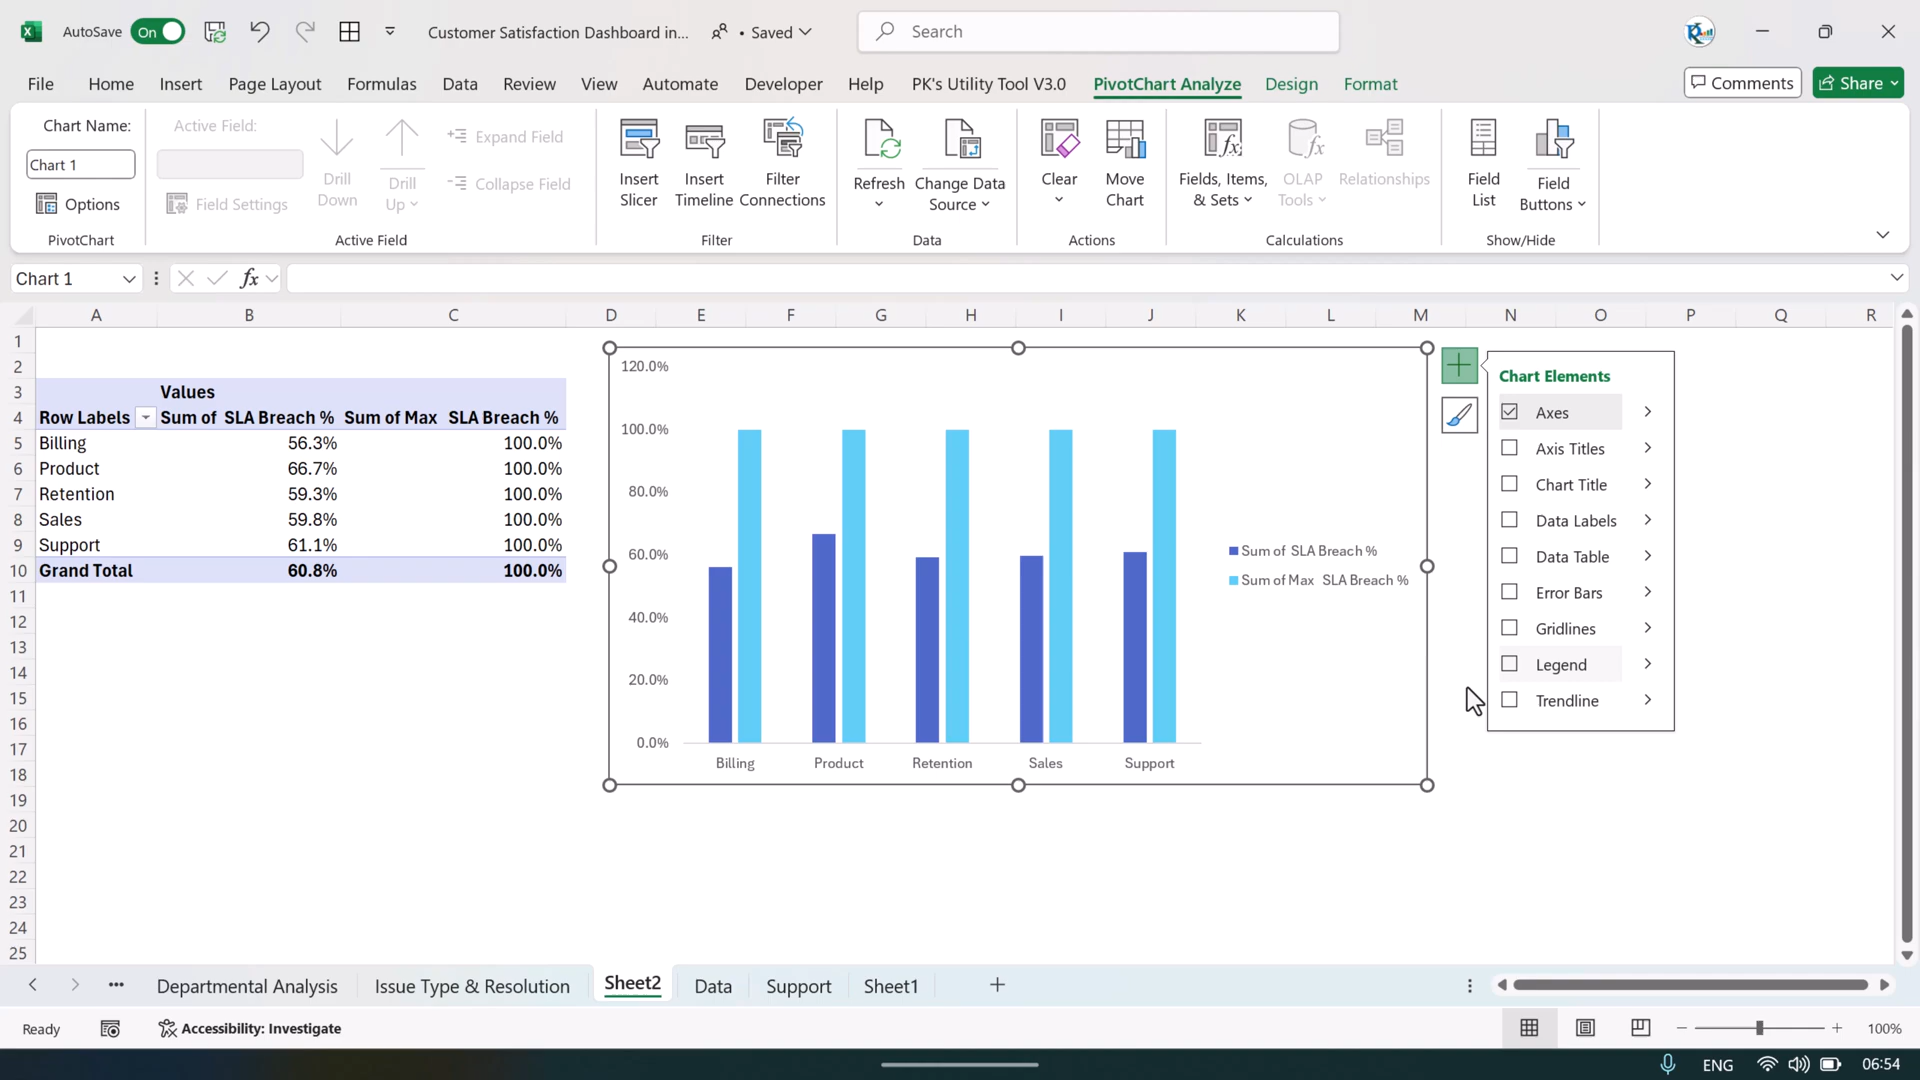 AutoSave On Customer Satisfaction Dashboard in... • Saved Search
File Home Insert Page Layout Formulas Data Review View Automate Developer Help PK's Utility Tool V3.0 PivotChart Analyze Design Format Comments Share
Chart Name:
Chart 1
Options
PivotChart
Active Field:
Field Settings
Drill Down
Drill Up
Expand Field
Collapse Field
Active Field
Insert Slicer
Insert Timeline
Filter Connections
Filter
Refresh
Change Data Source
Data
Clear
Move Chart
Actions
Fields, Items, & Sets
OLAP Tools
Relationships
Calculations
Field List
Field Buttons
Show/Hide
Chart 1 fx
A B C D E F G H I J K L M N O P Q R
1
2
3 Values
4 Row Labels Sum of SLA Breach % Sum of Max SLA Breach %
5 Billing 56.3% 100.0%
6 Product 66.7% 100.0%
7 Retention 59.3% 100.0%
8 Sales 59.8% 100.0%
9 Support 61.1% 100.0%
10 Grand Total 60.8% 100.0%
11
12
13
14
15
16
17
18
19
20
21
22
23
24
25
120.0%
100.0%
80.0%
60.0%
40.0%
20.0%
0.0%
Billing Product Retention Sales Support
Sum of SLA Breach %
Sum of Max SLA Breach %
Chart Elements
Axes
Axis Titles
Chart Title
Data Labels
Data Table
Error Bars
Gridlines
Legend
Trendline
Departmental Analysis Issue Type & Resolution Sheet2 Data Support Sheet1
Ready Accessibility: Investigate 100%
ENG 06:54